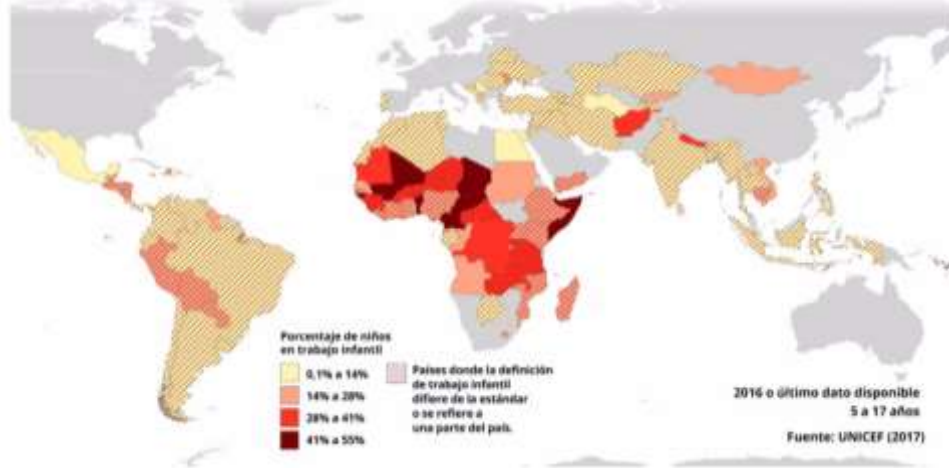 Porcentaje de niños
en trabajo infantil
0,1% a 14%
14% a 28%
28% a 41%
41% a 55%
Países donde la definición
de trabajo infantil
difiere de la estándar
o se refiere a
una parte del país.
2016 o último dato disponible
5 a 17 años
Fuente: UNICEF (2017)